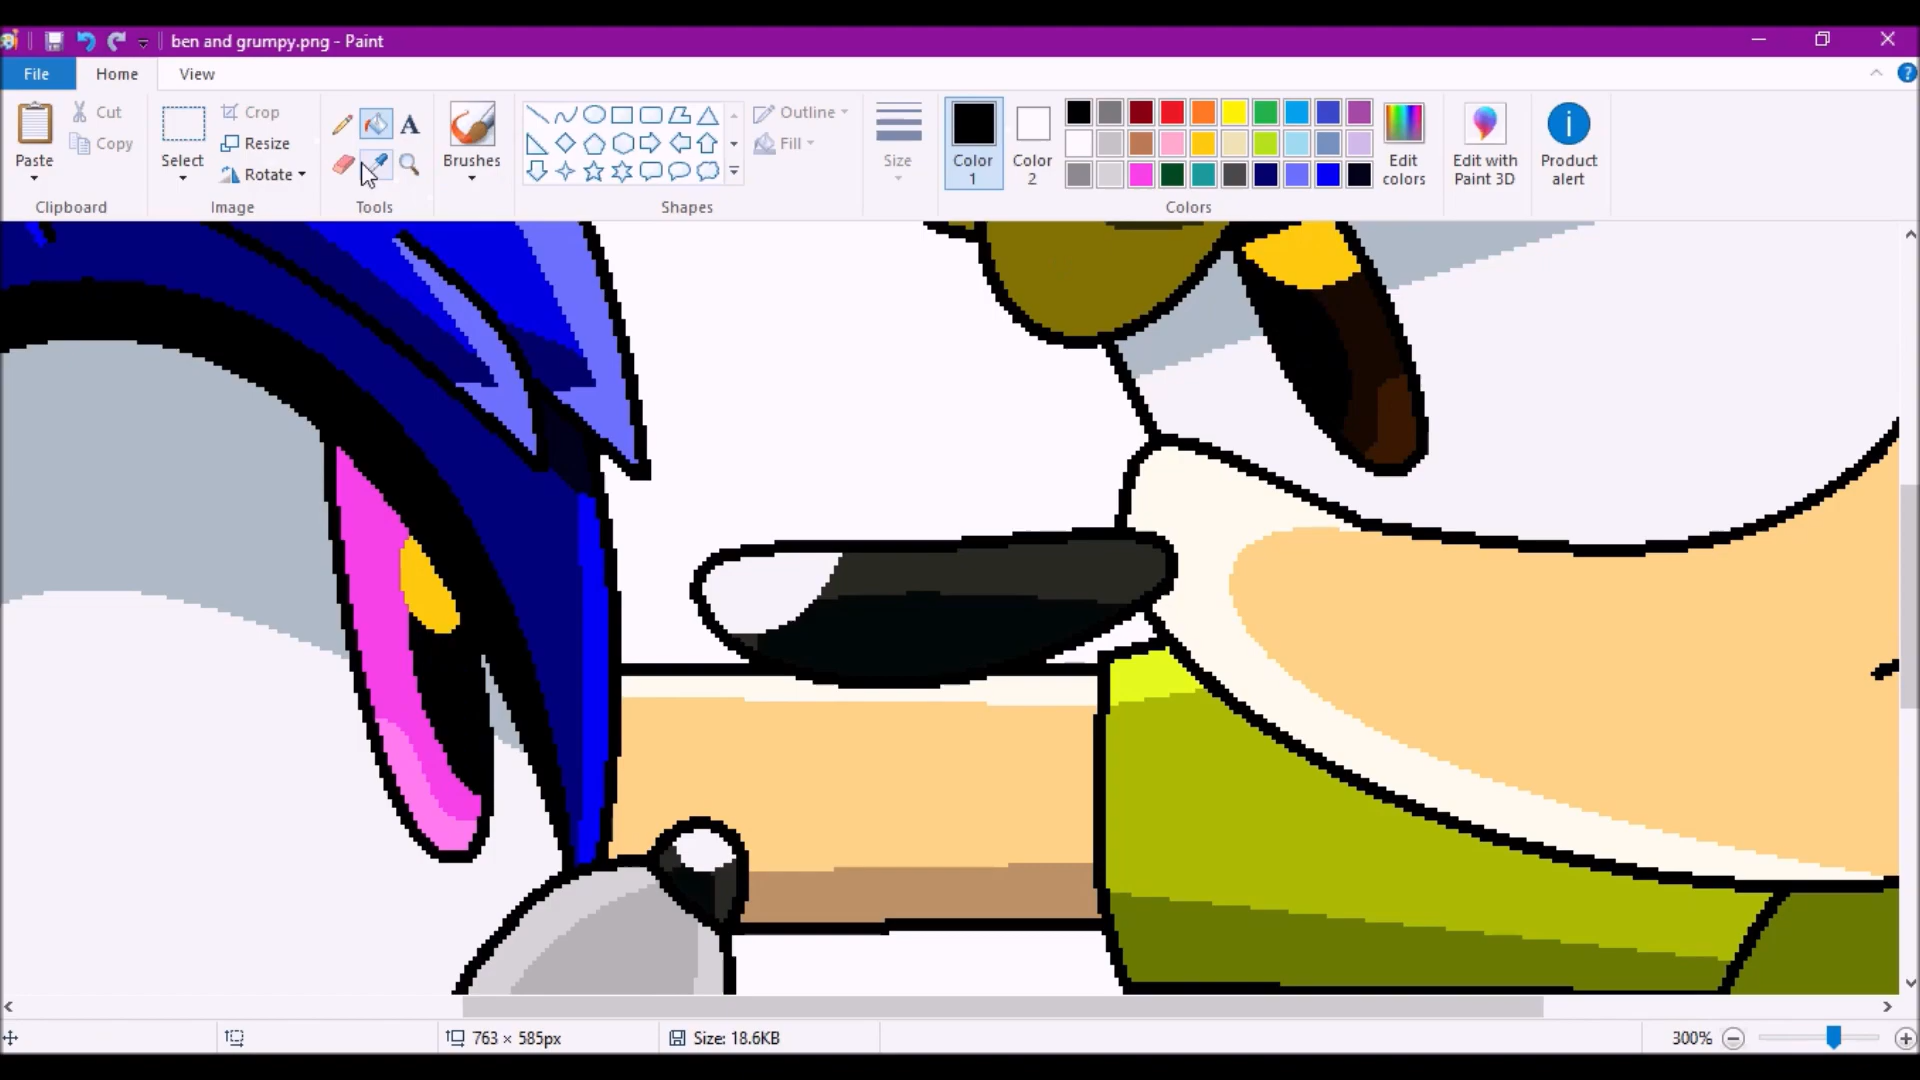 ben and grumpy.png - Paint
File Home View
Paste
Cut
Copy
Clipboard
Select
Crop
Resize
Rotate
Image
A
Tools
Brushes
Shapes
Outline
Fill
Size
Color 1
Color 2
Edit colors
Colors
Edit with Paint 3D
Product alert
763 × 585px
Size: 18.6KB
300%